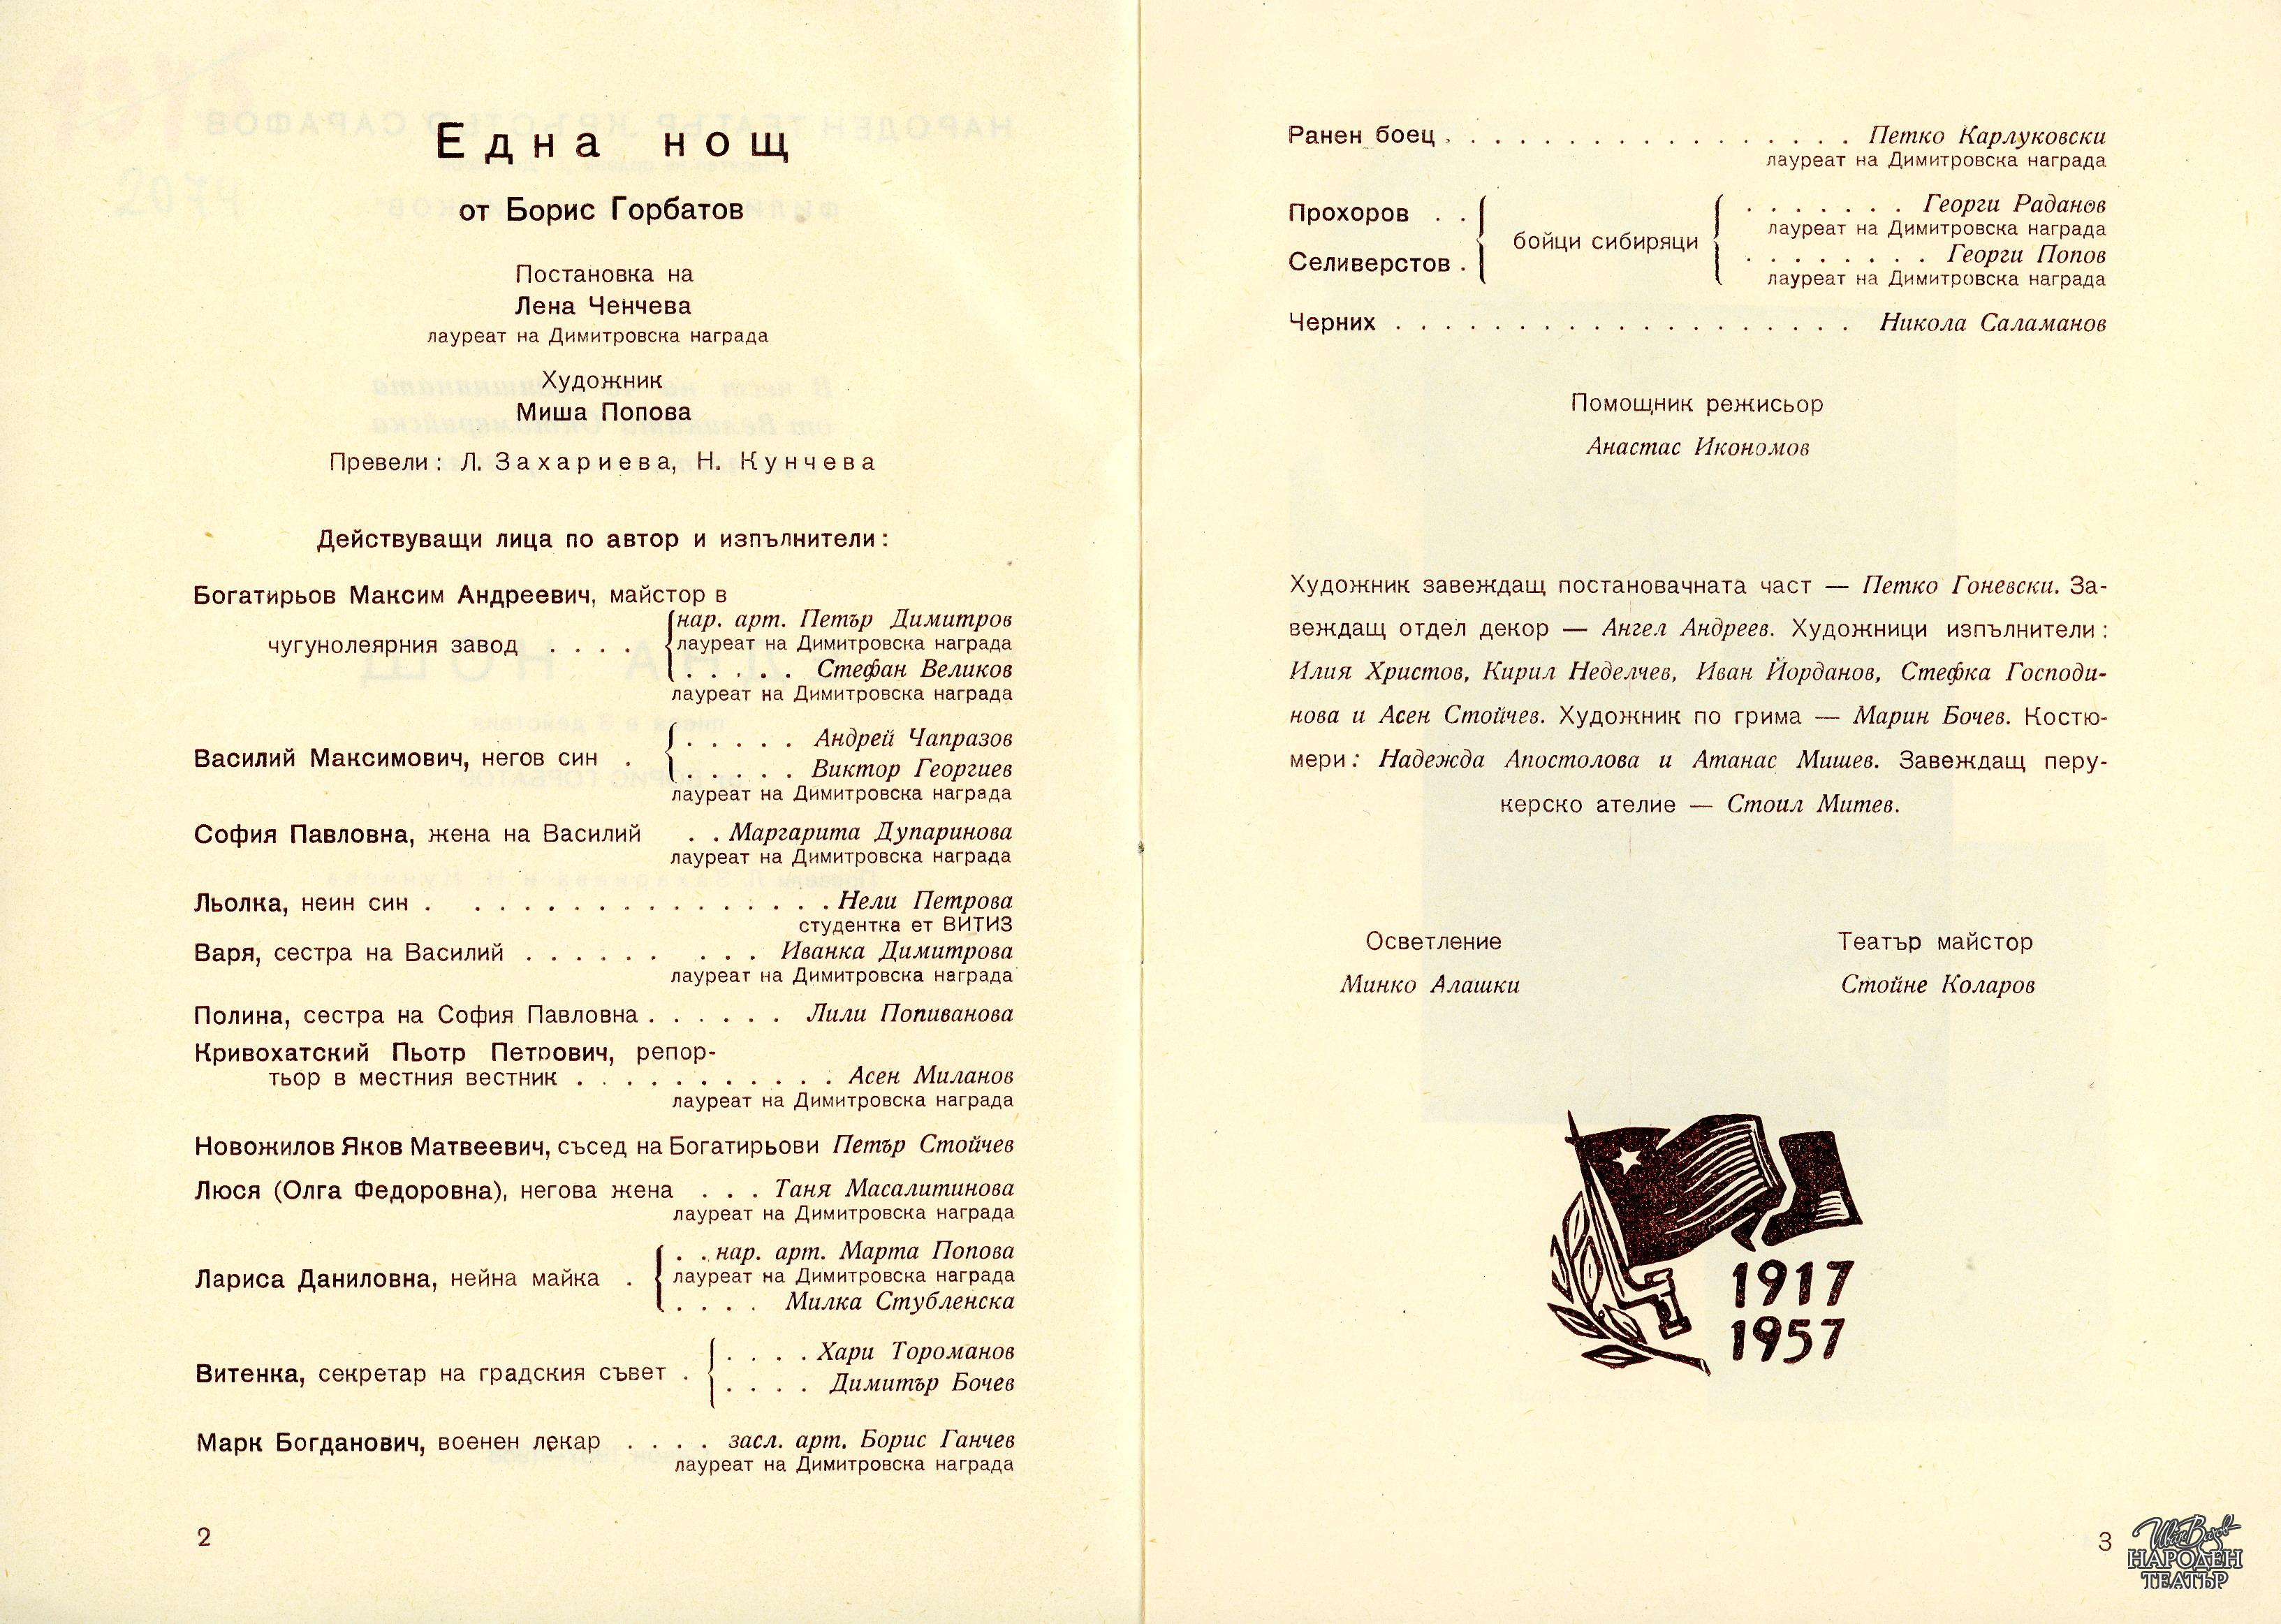 Една нощ
от Борис Горбатов
Постановка на
Лена Ченчева
лауреат на Димитровска награда
Художник
Миша Попова
Превели: Л. Захариева, Н. Кунчева
Действуващи лица по автор и изпълнители:
Богатирьов Максим Андреевич, майстор в
нар. арт. Петър Димитров
чугунолеярния завод . . . . лауреат на Димитровска награда
. . . . . Стефан Великов
лауреат на Димитровска награда
. . . . . Андрей Чапразов
Василий Максимович, негов син .
. . . . . Виктор Георгиев
лауреат на Димитровска награда
София Павловна, жена на Василий . . Маргарита Дупаринова
лауреат на Димитровска награда
Льолка, неин син . . . . . . . . . . . . . . . . Нели Петрова
студентка ет ВИТИЗ
Варя, сестра на Василий . . . . . . . . . Иванка Димитрова
лауреат на Димитровска награда
Полина, сестра на София Павловна . . . . . . Лили Попиванова
Кривохатский Пьотр Петрович, репор-
тьор в местния вестник . . . . . . . . . . . Асен Миланов
лауреат на Димитровска награда
Новожилов Яков Матвеевич, съсед на Богатирьови Петър Стойчев
Люся (Олга Федоровна), негова жена . . . Таня Масалитинова
лауреат на Димитровска награда
. . нар. арт. Марта Попова
Лариса Даниловна, нейна майка . лауреат на Димитровска награда
. . . . Милка Стубленска
. . . . Хари Тороманов
Витенка, секретар на градския съвет .
. . . . Димитър Бочев
Марк Богданович, военен лекар . . . . засл. арт. Борис Ганчев
лауреат на Димитровска награда
2
Ранен боец . . . . . . . . . . . . . . . . . Петко Карлуковски
лауреат на Димитровска награда
Прохоров . . . . . . . . . Георги Раданов
лауреат на Димитровска награда
бойци сибиряци
Селиверстов . . . . . . . . . Георги Попов
лауреат на Димитровска награда
Черних . . . . . . . . . . . . . . . . . . . Никола Саламанов
Помощник режисьор
Анастас Икономов
Художник завеждащ постановачната част — Петко Гоневски. За-
веждащ отдел декор — Ангел Андреев. Художници изпълнители:
Илия Христов, Кирил Неделчев, Иван Йорданов, Стефка Господи-
нова и Асен Стойчев. Художник по грима — Марин Бочев. Костю-
мери: Надежда Апостолова и Атанас Мишев. Завеждащ перу-
керско ателие — Стоил Митев.
Осветление Театър майстор
Минко Алашки Стойне Коларов
1917
1957
3
Иван Вазов
НАРОДЕН
ТЕАТЪР